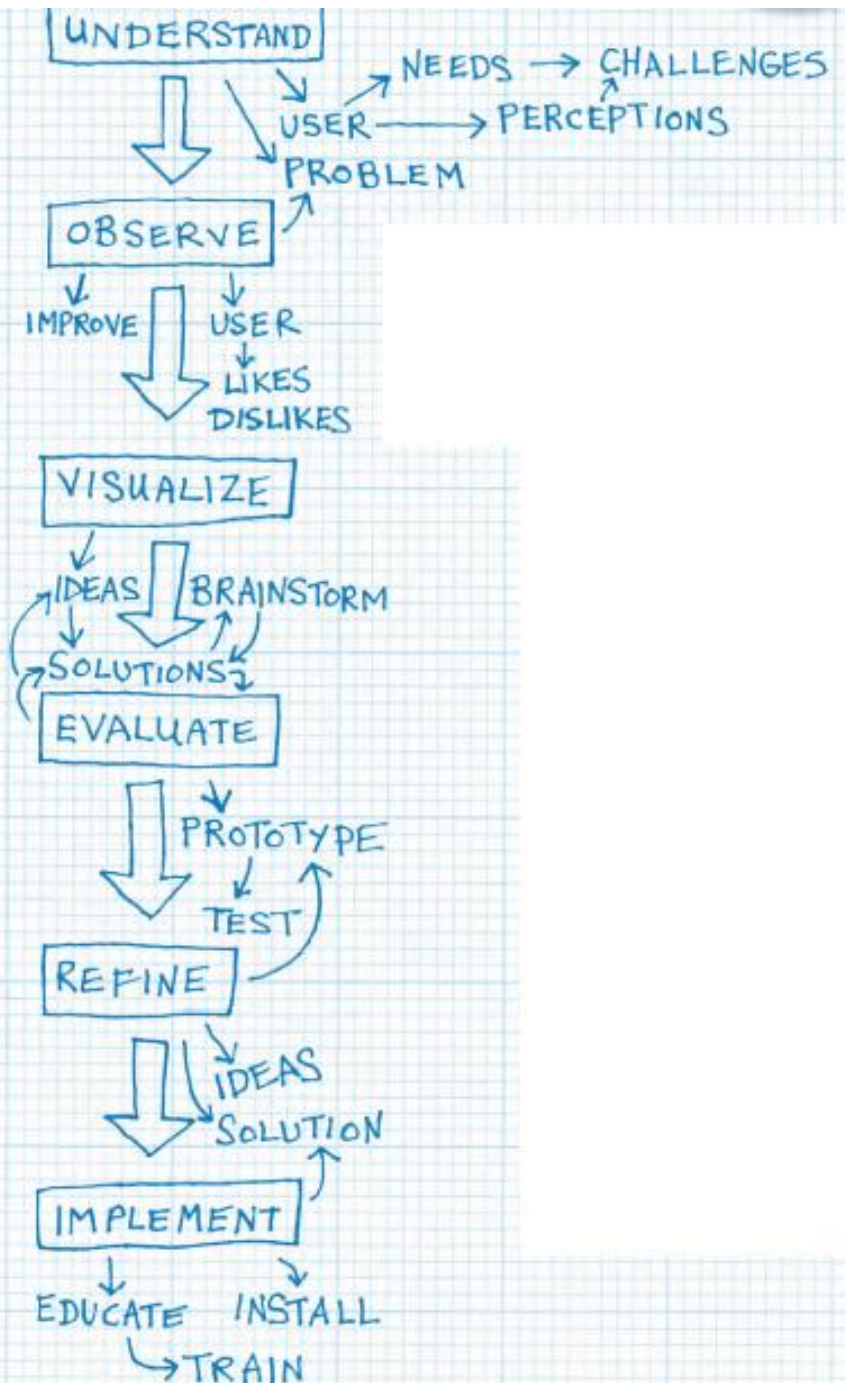 UNDERSTAND
NEEDS → CHALLENGES
USER → PERCEPTIONS
PROBLEM
OBSERVE
IMPROVE USER
LIKES
DISLIKES
VISUALIZE
IDEAS BRAINSTORM
SOLUTIONS
EVALUATE
PROTOTYPE
TEST
REFINE
IDEAS
SOLUTION
IMPLEMENT
EDUCATE INSTALL
TRAIN